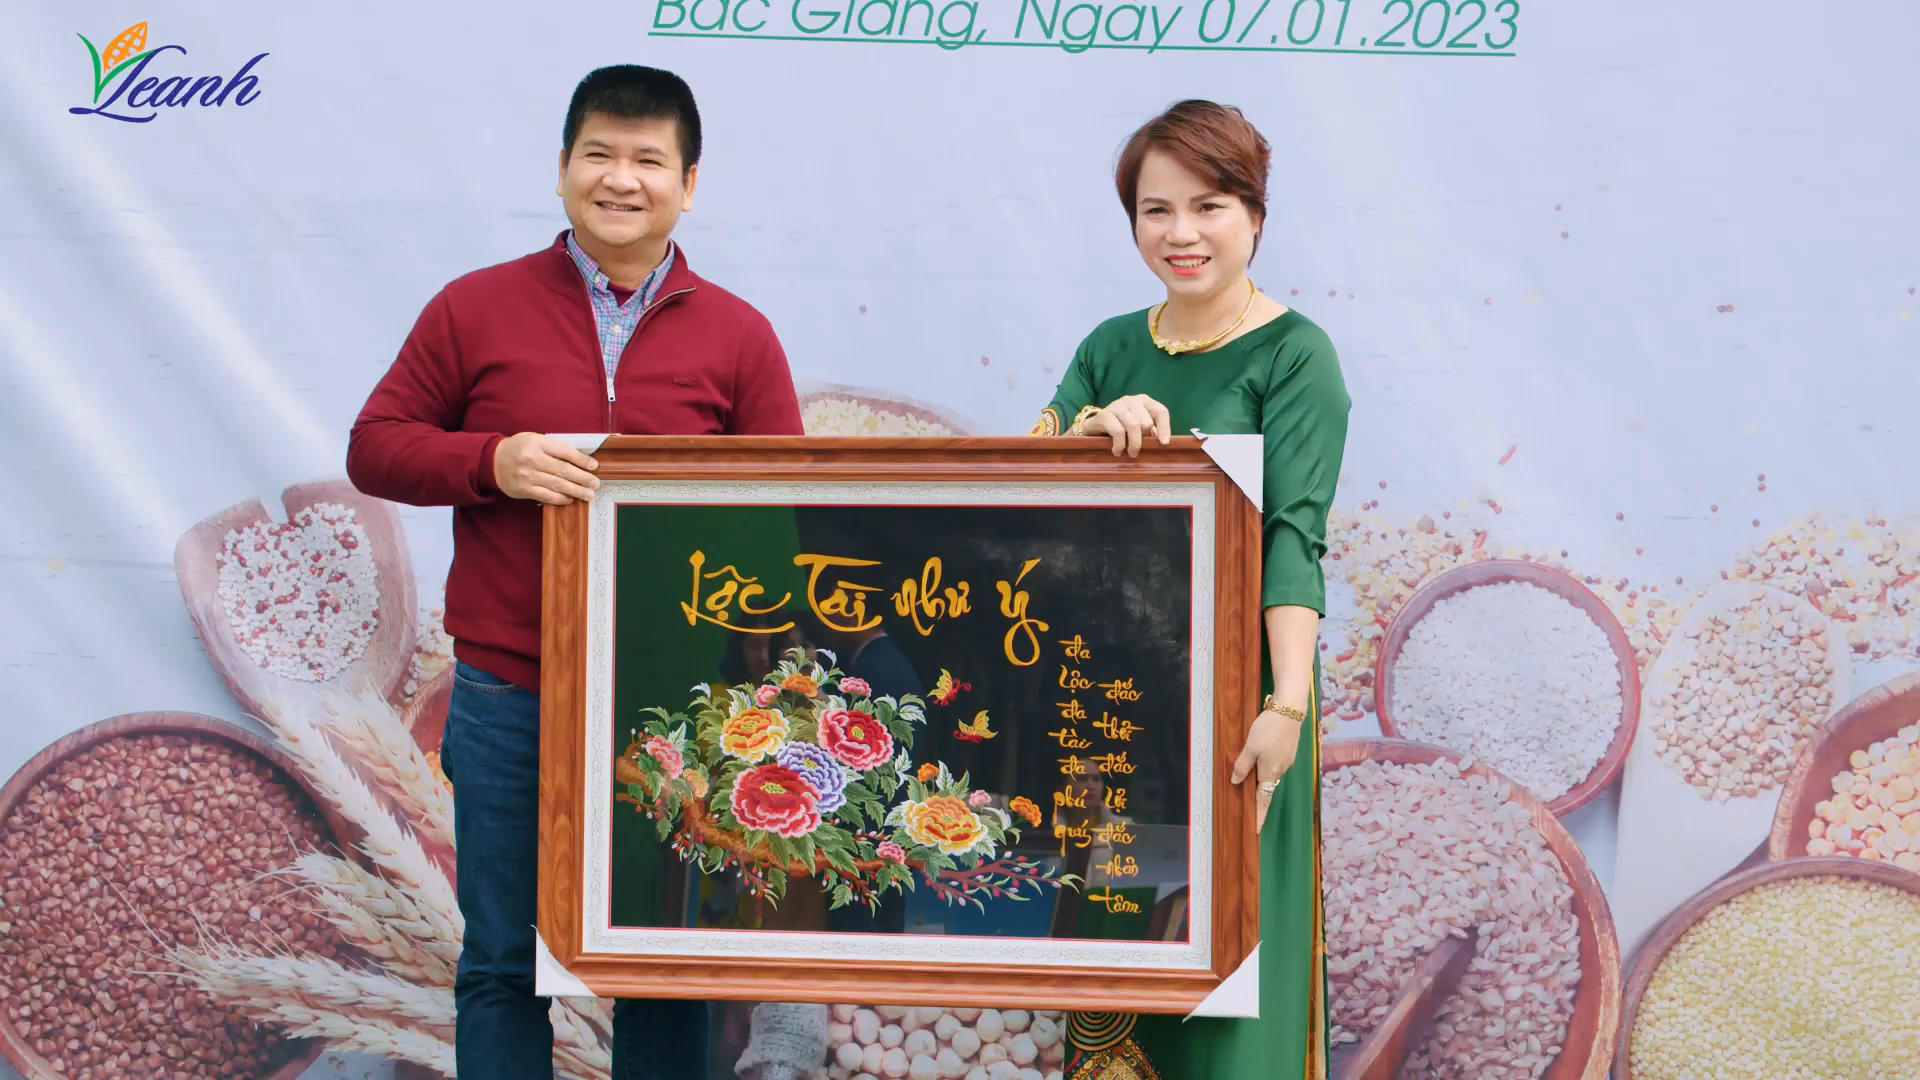 Bắc Giang, Ngày 07.01.2023
Leanh
Lộc Tài như ý
đa
lộc đắc
đa thời
tài
đa đắc
phú lợi
quý đắc
nhân
tâm